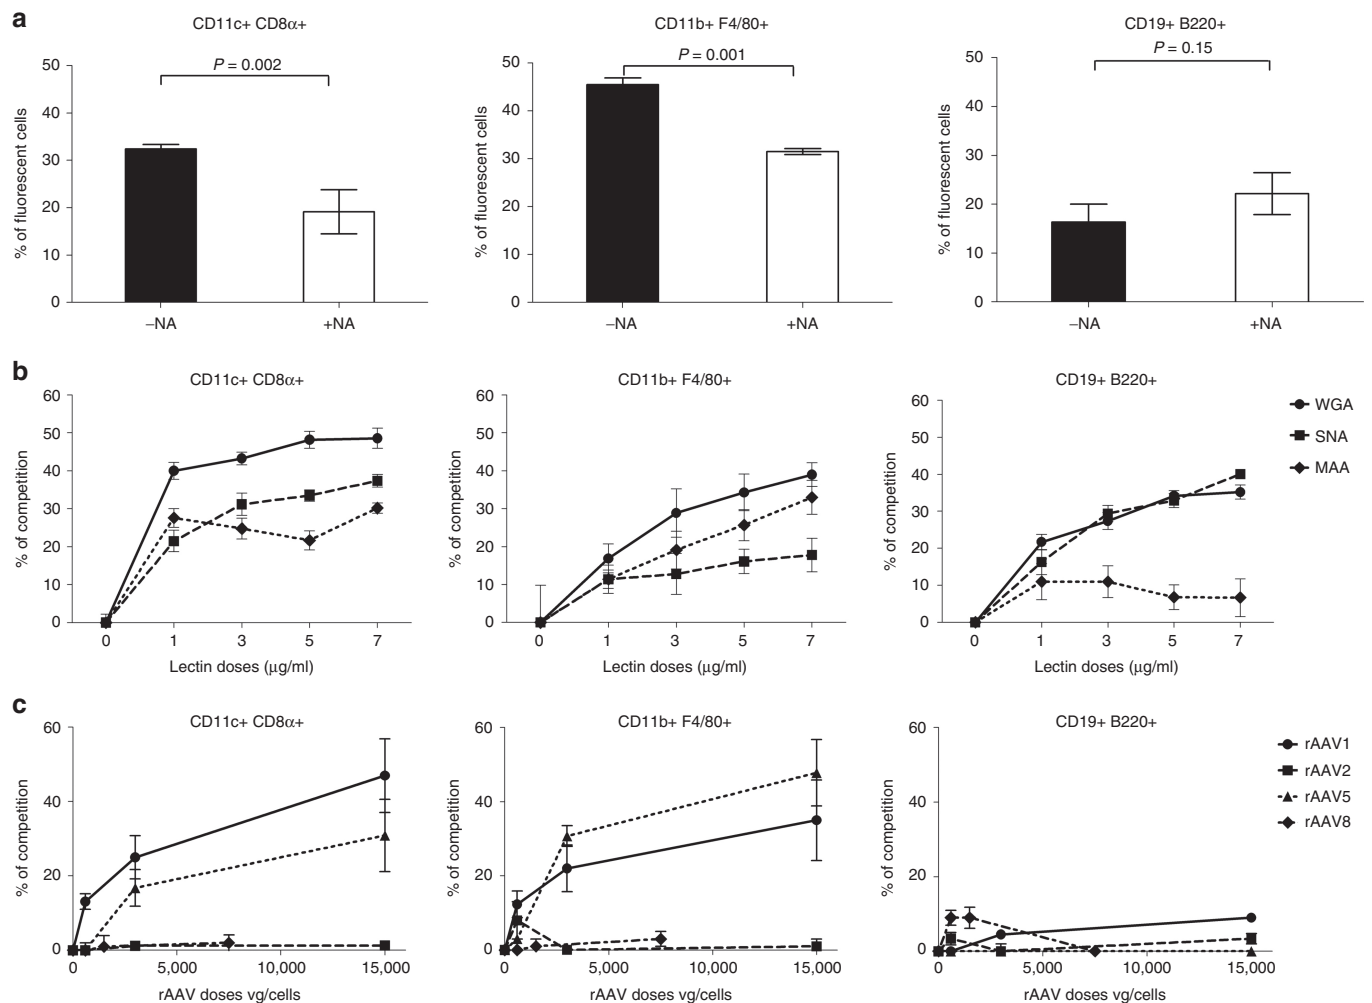 a
CD11c+ CD8α+
CD11b+ F4/80+
CD19+ B220+
P = 0.002
P = 0.001
P = 0.15
% of fluorescent cells
50
40
30
20
10
0
–NA
+NA
% of fluorescent cells
50
40
30
20
10
0
–NA
+NA
% of fluorescent cells
50
40
30
20
10
0
–NA
+NA
b
CD11c+ CD8α+
CD11b+ F4/80+
CD19+ B220+
% of competition
60
50
40
30
20
10
0
0 1 3 5 7
Lectin doses (μg/ml)
% of competition
60
50
40
30
20
10
0
0 1 3 5 7
Lectin doses (μg/ml)
% of competition
60
50
40
30
20
10
0
0 1 3 5 7
Lectin doses (μg/ml)
WGA
SNA
MAA
c
CD11c+ CD8α+
CD11b+ F4/80+
CD19+ B220+
% of competition
60
40
20
0
0 5,000 10,000 15,000
rAAV doses vg/cells
% of competition
60
40
20
0
0 5,000 10,000 15,000
rAAV doses vg/cells
% of competition
60
40
20
0
0 5,000 10,000 15,000
rAAV doses vg/cells
rAAV1
rAAV2
rAAV5
rAAV8